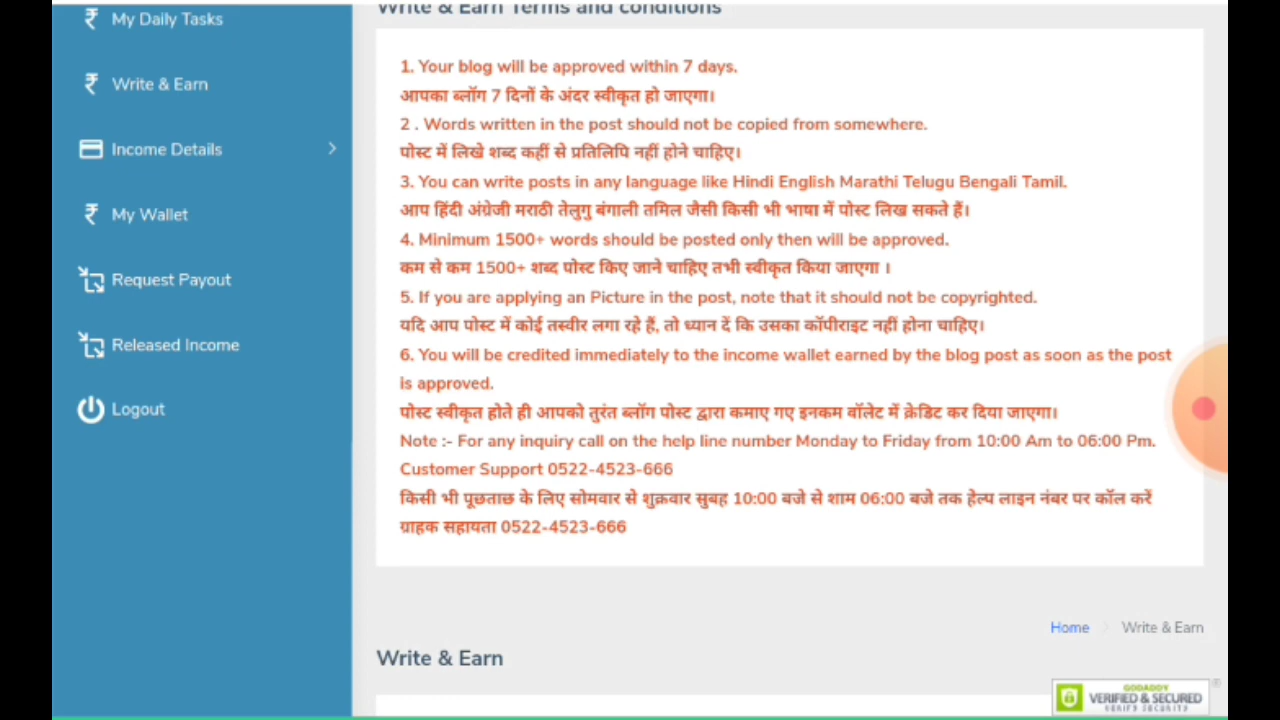 Write & Earn Terms and conditions
My Daily Tasks
Write & Earn
Income Details
My Wallet
Request Payout
Released Income
Logout
1. Your blog will be approved within 7 days.
आपका ब्लॉग 7 दिनों के अंदर स्वीकृत हो जाएगा।
2 . Words written in the post should not be copied from somewhere.
पोस्ट में लिखे शब्द कहीं से प्रतिलिपि नहीं होने चाहिए।
3. You can write posts in any language like Hindi English Marathi Telugu Bengali Tamil.
आप हिंदी अंग्रेजी मराठी तेलुगु बंगाली तमिल जैसी किसी भी भाषा में पोस्ट लिख सकते हैं।
4. Minimum 1500+ words should be posted only then will be approved.
कम से कम 1500+ शब्द पोस्ट किए जाने चाहिए तभी स्वीकृत किया जाएगा ।
5. If you are applying an Picture in the post, note that it should not be copyrighted.
यदि आप पोस्ट में कोई तस्वीर लगा रहे हैं, तो ध्यान दें कि उसका कॉपीराइट नहीं होना चाहिए।
6. You will be credited immediately to the income wallet earned by the blog post as soon as the post
is approved.
पोस्ट स्वीकृत होते ही आपको तुरंत ब्लॉग पोस्ट द्वारा कमाए गए इनकम वॉलेट में क्रेडिट कर दिया जाएगा।
Note :- For any inquiry call on the help line number Monday to Friday from 10:00 Am to 06:00 Pm.
Customer Support 0522-4523-666
किसी भी पूछताछ के लिए सोमवार से शुक्रवार सुबह 10:00 बजे से शाम 06:00 बजे तक हेल्प लाइन नंबर पर कॉल करें
ग्राहक सहायता 0522-4523-666
Home Write & Earn
Write & Earn
GODADDY
VERIFIED & SECURED
VERIFY SECURITY